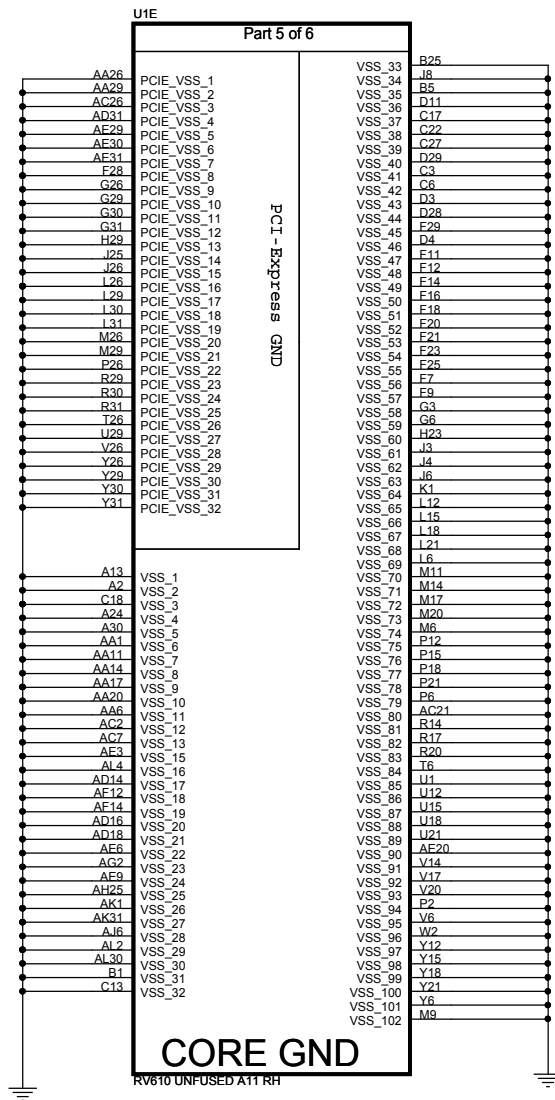 U1E
Part 5 of 6
AA26 PCIE_VSS_1
AA29 PCIE_VSS_2
AC26 PCIE_VSS_3
AD31 PCIE_VSS_4
AE29 PCIE_VSS_5
AE30 PCIE_VSS_6
AE31 PCIE_VSS_7
F28 PCIE_VSS_8
G26 PCIE_VSS_9
G29 PCIE_VSS_10
G30 PCIE_VSS_11
G31 PCIE_VSS_12
H29 PCIE_VSS_13
J25 PCIE_VSS_14
J26 PCIE_VSS_15
L26 PCIE_VSS_16
L29 PCIE_VSS_17
L30 PCIE_VSS_18
L31 PCIE_VSS_19
M26 PCIE_VSS_20
M29 PCIE_VSS_21
P26 PCIE_VSS_22
R29 PCIE_VSS_23
R30 PCIE_VSS_24
R31 PCIE_VSS_25
T26 PCIE_VSS_26
U29 PCIE_VSS_27
V26 PCIE_VSS_28
Y26 PCIE_VSS_29
Y29 PCIE_VSS_30
Y30 PCIE_VSS_31
Y31 PCIE_VSS_32
PCI-Express GND
A13 VSS_1
A2 VSS_2
C18 VSS_3
A24 VSS_4
A30 VSS_5
AA1 VSS_6
AA11 VSS_7
AA14 VSS_8
AA17 VSS_9
AA20 VSS_10
AA6 VSS_11
AC2 VSS_12
AC7 VSS_13
AE3 VSS_15
AL4 VSS_16
AD14 VSS_17
AF12 VSS_18
AF14 VSS_19
AD16 VSS_20
AD18 VSS_21
AE6 VSS_22
AG2 VSS_23
AE9 VSS_24
AH25 VSS_25
AK1 VSS_26
AK31 VSS_27
AJ6 VSS_28
AL2 VSS_29
AL30 VSS_30
B1 VSS_31
C13 VSS_32
VSS_33 B25
VSS_34 J8
VSS_35 B5
VSS_36 D11
VSS_37 C17
VSS_38 C22
VSS_39 C27
VSS_40 D29
VSS_41 C3
VSS_42 C6
VSS_43 D3
VSS_44 D28
VSS_45 F29
VSS_46 D4
VSS_47 F11
VSS_48 F12
VSS_49 F14
VSS_50 F16
VSS_51 F18
VSS_52 F20
VSS_53 F21
VSS_54 F23
VSS_55 F25
VSS_56 F7
VSS_57 F9
VSS_58 G3
VSS_59 G6
VSS_60 H23
VSS_61 J3
VSS_62 J4
VSS_63 J6
VSS_64 K1
VSS_65 L12
VSS_66 L15
VSS_67 L18
VSS_68 L21
VSS_69 L6
VSS_70 M11
VSS_71 M14
VSS_72 M17
VSS_73 M20
VSS_74 M6
VSS_75 P12
VSS_76 P15
VSS_77 P18
VSS_78 P21
VSS_79 P6
VSS_80 AC21
VSS_81 R14
VSS_82 R17
VSS_83 R20
VSS_84 T6
VSS_85 U1
VSS_86 U12
VSS_87 U15
VSS_88 U18
VSS_89 U21
VSS_90 AE20
VSS_91 V14
VSS_92 V17
VSS_93 V20
VSS_94 P2
VSS_95 V6
VSS_96 W2
VSS_97 Y12
VSS_98 Y15
VSS_99 Y18
VSS_100 Y21
VSS_101 Y6
VSS_102 M9
CORE GND
RV610 UNFUSED A11 RH